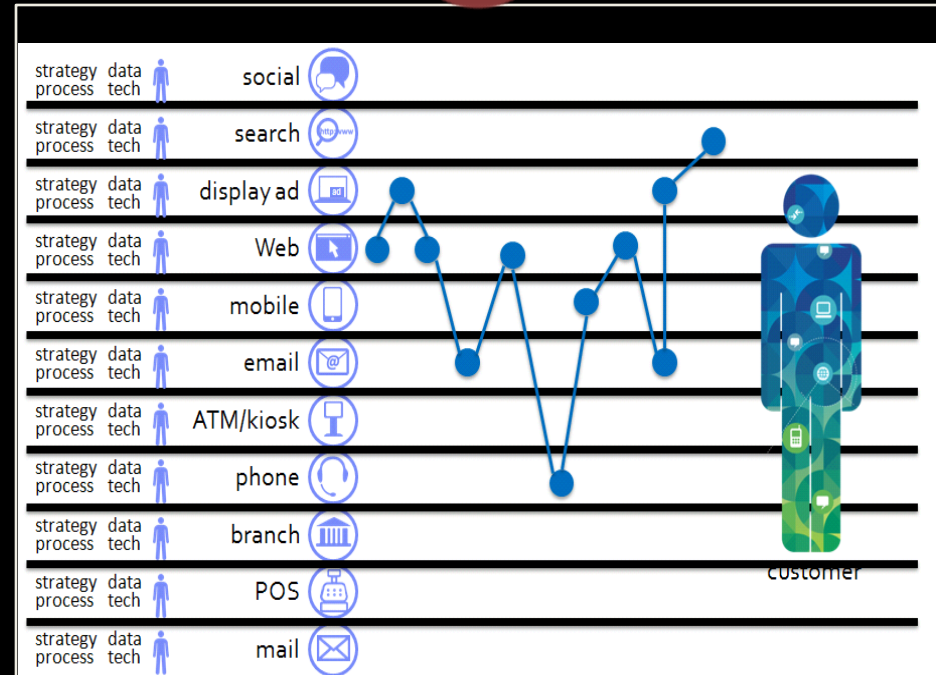 strategy data
process tech
social
strategy data
process tech
search
http:www
strategy data
process tech
display ad
ad
strategy data
process tech
Web
strategy data
process tech
mobile
strategy data
process tech
email
@
strategy data
process tech
ATM/kiosk
strategy data
process tech
phone
strategy data
process tech
branch
strategy data
process tech
POS
strategy data
process tech
mail
customer